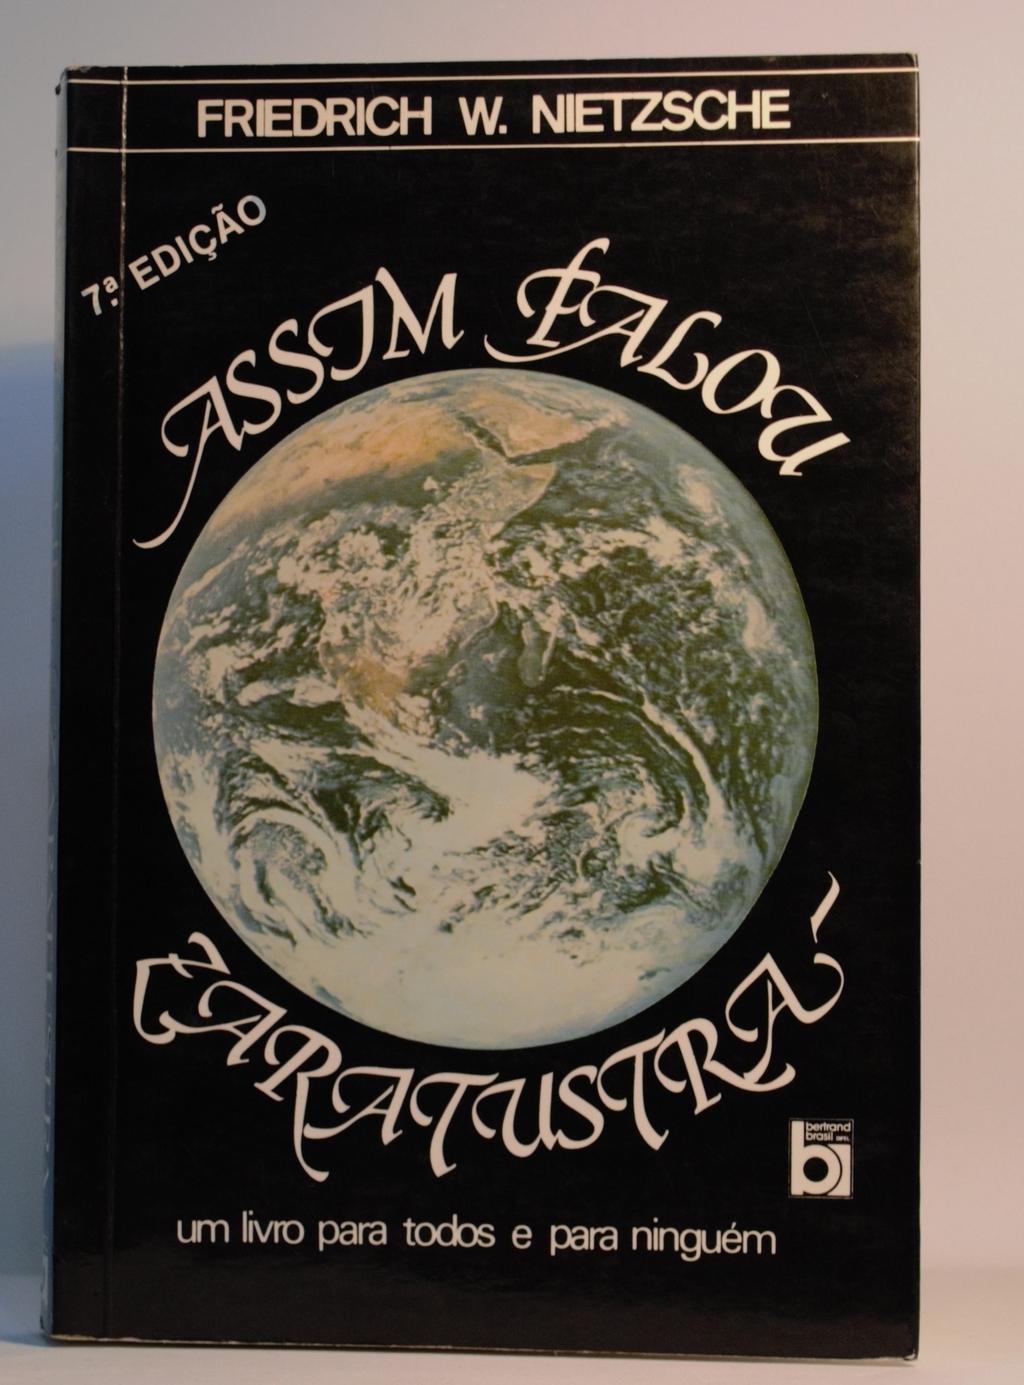 FRIEDRICH W. NIETZSCHE
7ª. EDIÇÃO
ASSIM FALOU
ZARATUSTRA
bertrand
brasil
um livro para todos e para ninguém